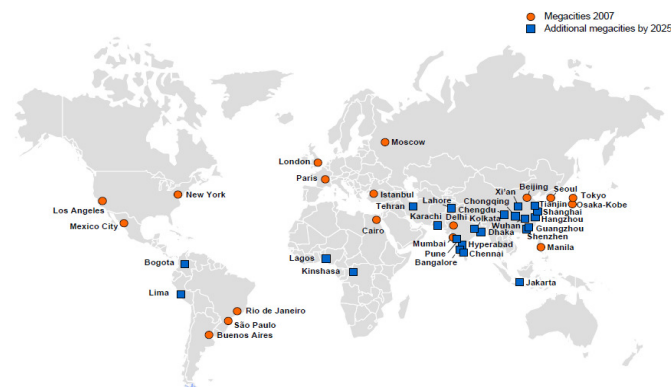 Megacities 2007
Additional megacities by 2025
Moscow
London
Paris
New York
Istanbul
Los Angeles
Mexico City
Tehran
Lahore
Karachi
Delhi
Cairo
Chongqing
Chengdu
Kolkata
Xi'an
Beijing
Seoul
Tokyo
Tianjin
Osaka-Kobe
Shanghai
Wuhan
Hangzhou
Dhaka
Guangzhou
Shenzhen
Manila
Mumbai
Hyperabad
Pune
Chennai
Bangalore
Bogota
Lagos
Kinshasa
Lima
Jakarta
Rio de Janeiro
São Paulo
Buenos Aires